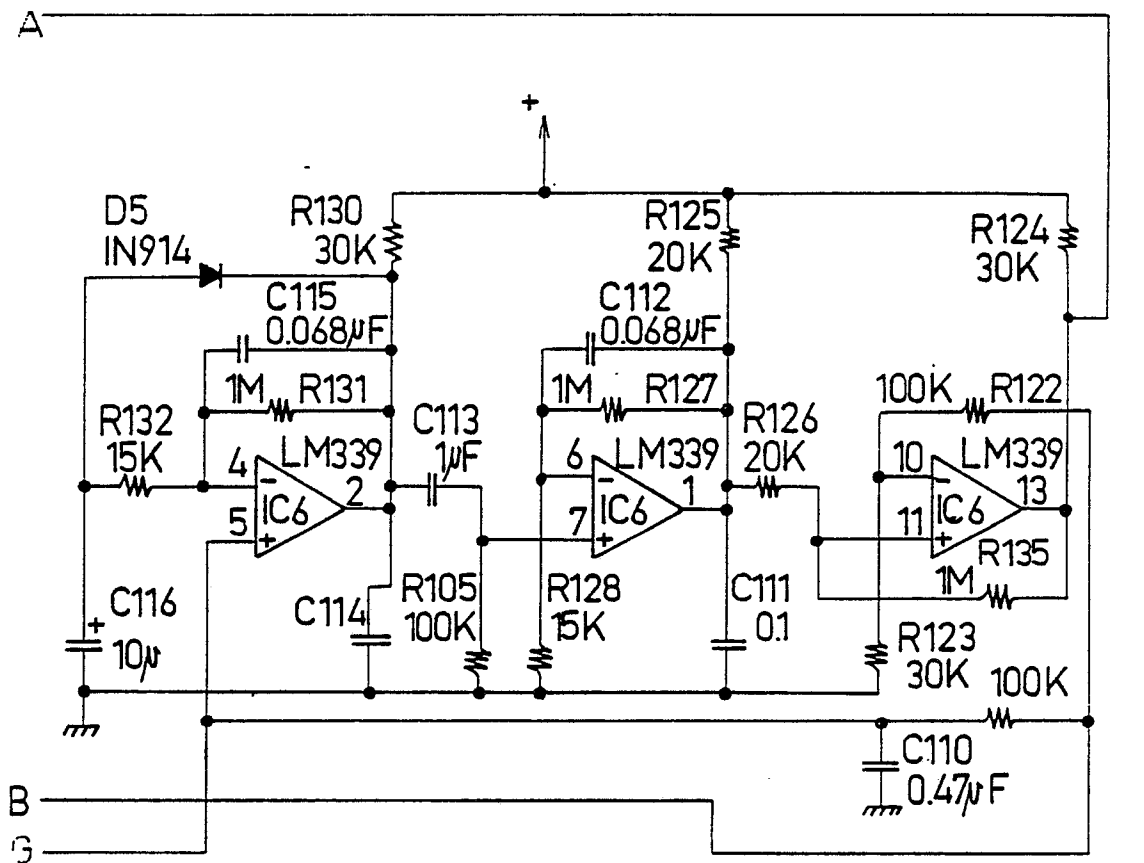 A
+
D5
IN914
R130
30K
R125
20K
R124
30K
C115
0.068μF
C112
0.068μF
1M R131
1M R127
100K R122
R132
15K
C113
1μF
R126
20K
LM339
4
-
IC6
2
5
+
LM339
6
-
IC6
1
7
+
LM339
10
-
IC6
13
11
+
R135
1M
C116
+
10μ
C114
R105
100K
R128
15K
C111
0.1
R123
30K
100K
C110
0.47μF
B